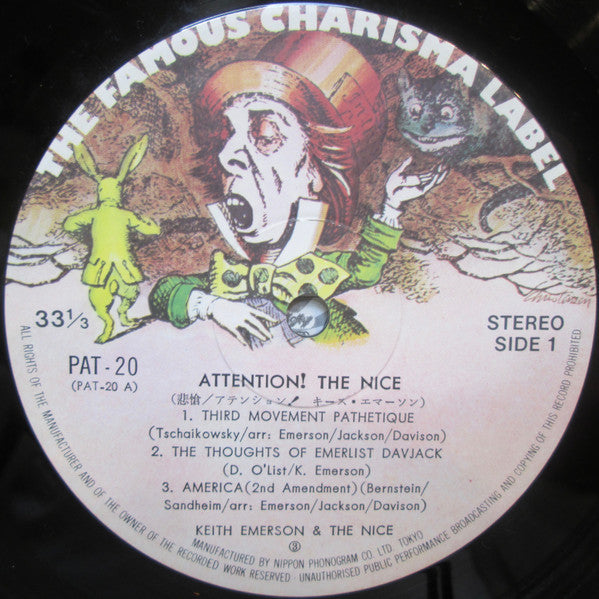 THE FAMOUS CHARISMA LABEL
33 1/3
STEREO
SIDE 1
PAT-20
(PAT-20 A)
ATTENTION! THE NICE
(悲愴/アテンション! キース・エマーソン)
1. THIRD MOVEMENT PATHETIQUE
(Tschaikowsky/arr: Emerson/Jackson/Davison)
2. THE THOUGHTS OF EMERLIST DAVJACK
(D. O'List/K. Emerson)
3. AMERICA(2nd Amendment)(Bernstein/
Sandheim/arr: Emerson/Jackson/Davison)
KEITH EMERSON & THE NICE
MANUFACTURED BY NIPPON PHONOGRAM CO. LTD. TOKYO
ALL RIGHTS OF THE MANUFACTURER AND OF THE OWNER OF THE RECORDED WORK RESERVED · UNAUTHORISED PUBLIC PERFORMANCE BROADCASTING AND COPYING OF THIS RECORD PROHIBITED